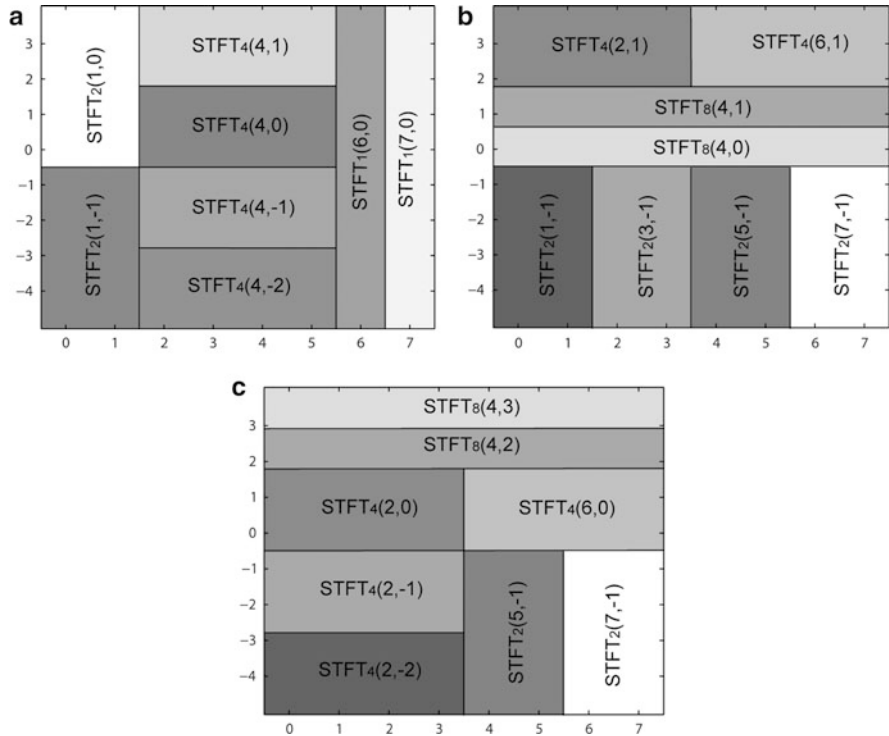 a
3
2
1
0
−1
−2
−3
−4
STFT2(1,0)
STFT2(1,-1)
STFT4(4,1)
STFT4(4,0)
STFT4(4,-1)
STFT4(4,-2)
STFT1(6,0)
STFT1(7,0)
0 1 2 3 4 5 6 7
b
3
2
1
0
−1
−2
−3
−4
STFT4(2,1) STFT4(6,1)
STFT8(4,1)
STFT8(4,0)
STFT2(1,-1)
STFT2(3,-1)
STFT2(5,-1)
STFT2(7,-1)
0 1 2 3 4 5 6 7
c
3
2
1
0
−1
−2
−3
−4
STFT8(4,3)
STFT8(4,2)
STFT4(2,0) STFT4(6,0)
STFT4(2,-1)
STFT4(2,-2)
STFT2(5,-1)
STFT2(7,-1)
0 1 2 3 4 5 6 7